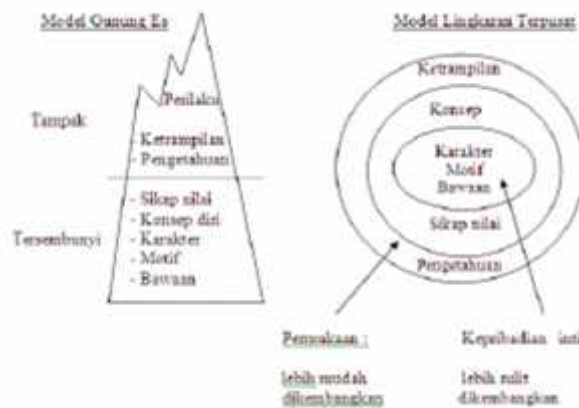 Model Gunung Es
Tampak
Perilaku
- Ketrampilan
- Pengetahuan
Tersembunyi
- Sikap nilai
- Konsep diri
- Karakter
- Motif
- Bawaan
Model Lingkaran Terpusat
Ketrampilan
Konsep
Karakter
Motif
Bawaan
Sikap nilai
Pengetahuan
Permukaan :
lebih mudah
dikembangkan
Kepribadian inti
lebih sulit
dikembangkan